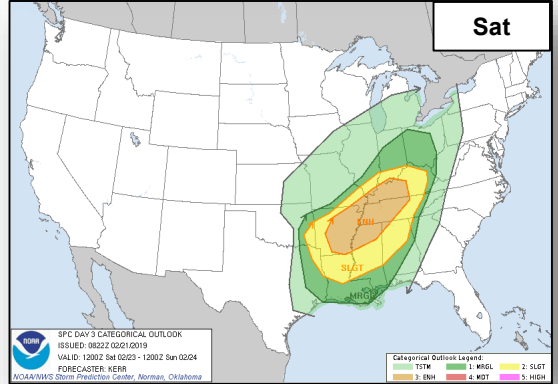 Sat
ENH
SLGT
MRGL
NOAA
SPC DAY 3 CATEGORICAL OUTLOOK
ISSUED: 0822Z 02/21/2019
VALID: 1200Z Sat 02/23 - 1200Z Sun 02/24
FORECASTER: KERR
NOAA/NWS Storm Prediction Center, Norman, Oklahoma
Categorical Outlook Legend:
TSTM 1: MRGL 2: SLGT
3: ENH 4: MDT 5: HIGH